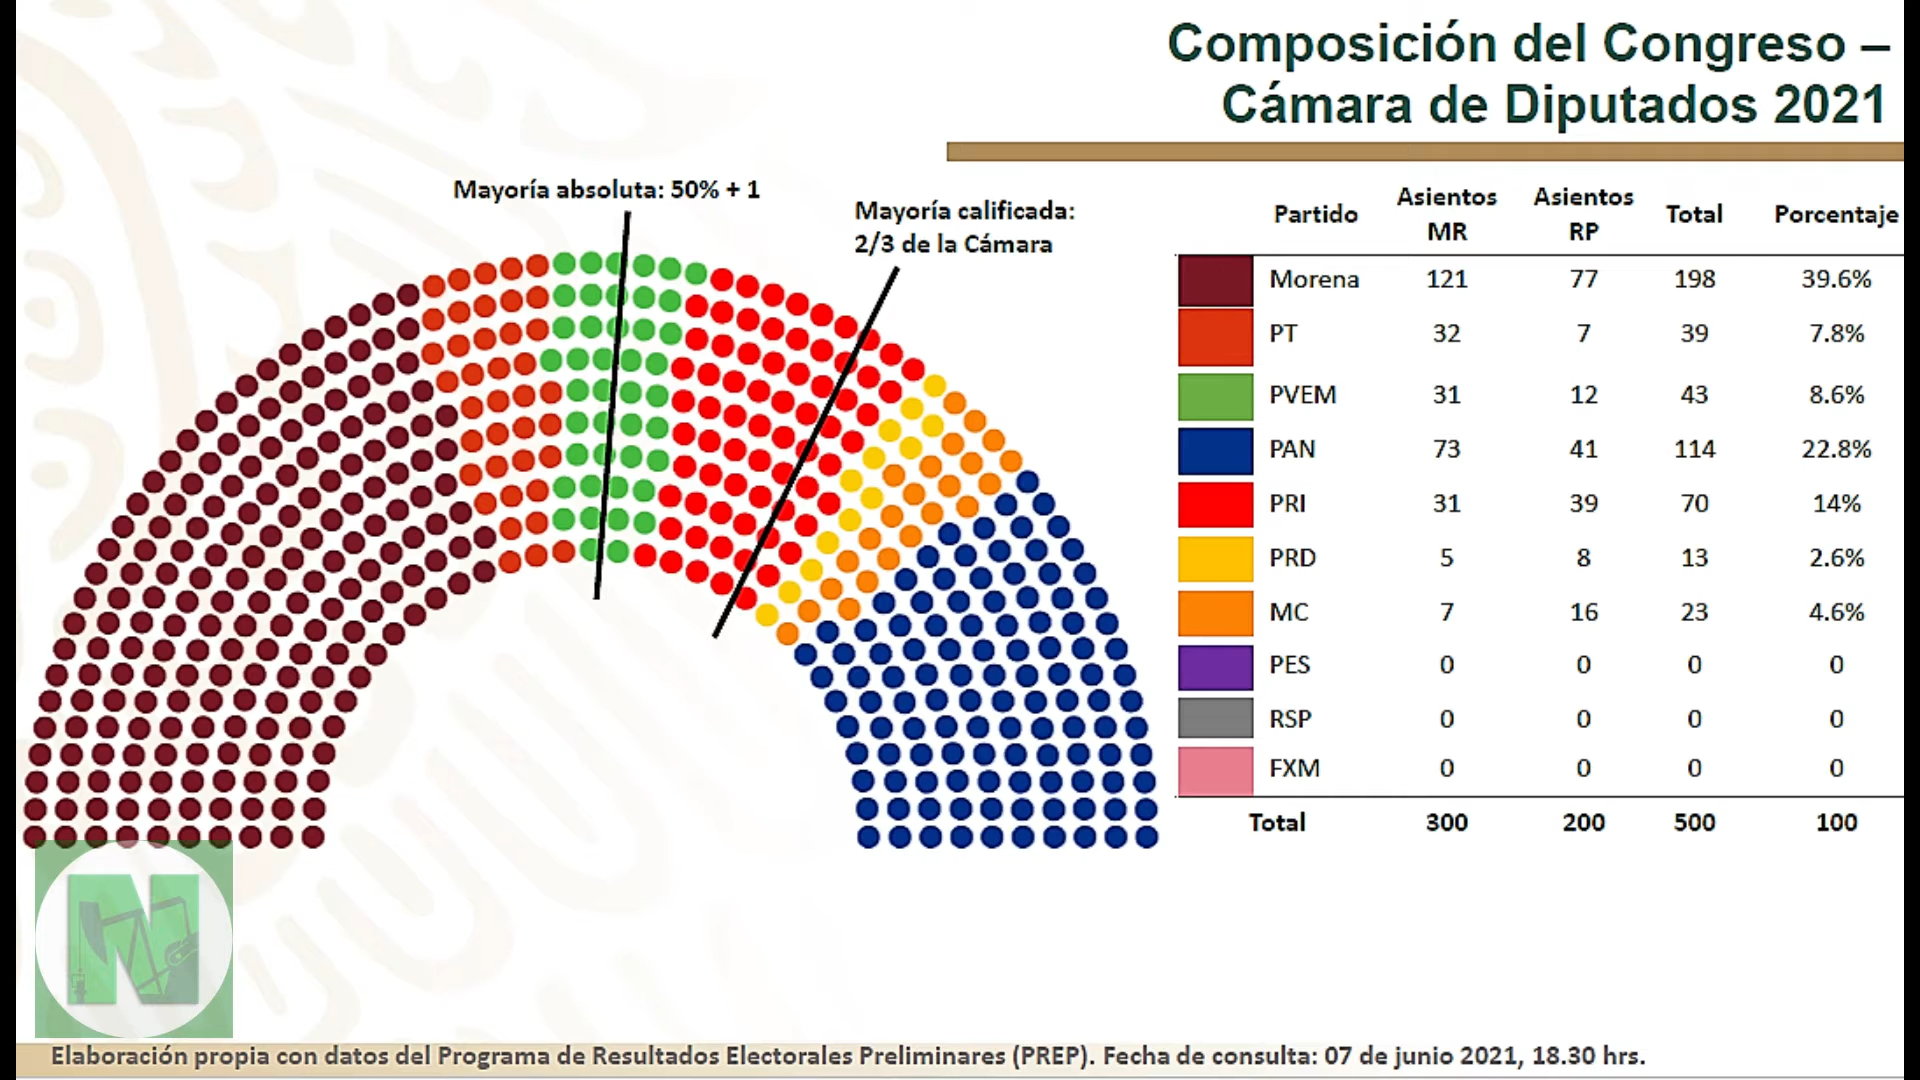 Composición del Congreso –
Cámara de Diputados 2021
Mayoría absoluta: 50% + 1
Mayoría calificada:
2/3 de la Cámara
Partido Asientos MR Asientos RP Total Porcentaje
Morena 121 77 198 39.6%
PT 32 7 39 7.8%
PVEM 31 12 43 8.6%
PAN 73 41 114 22.8%
PRI 31 39 70 14%
PRD 5 8 13 2.6%
MC 7 16 23 4.6%
PES 0 0 0 0
RSP 0 0 0 0
FXM 0 0 0 0
Total 300 200 500 100
N
Elaboración propia con datos del Programa de Resultados Electorales Preliminares (PREP). Fecha de consulta: 07 de junio 2021, 18.30 hrs.